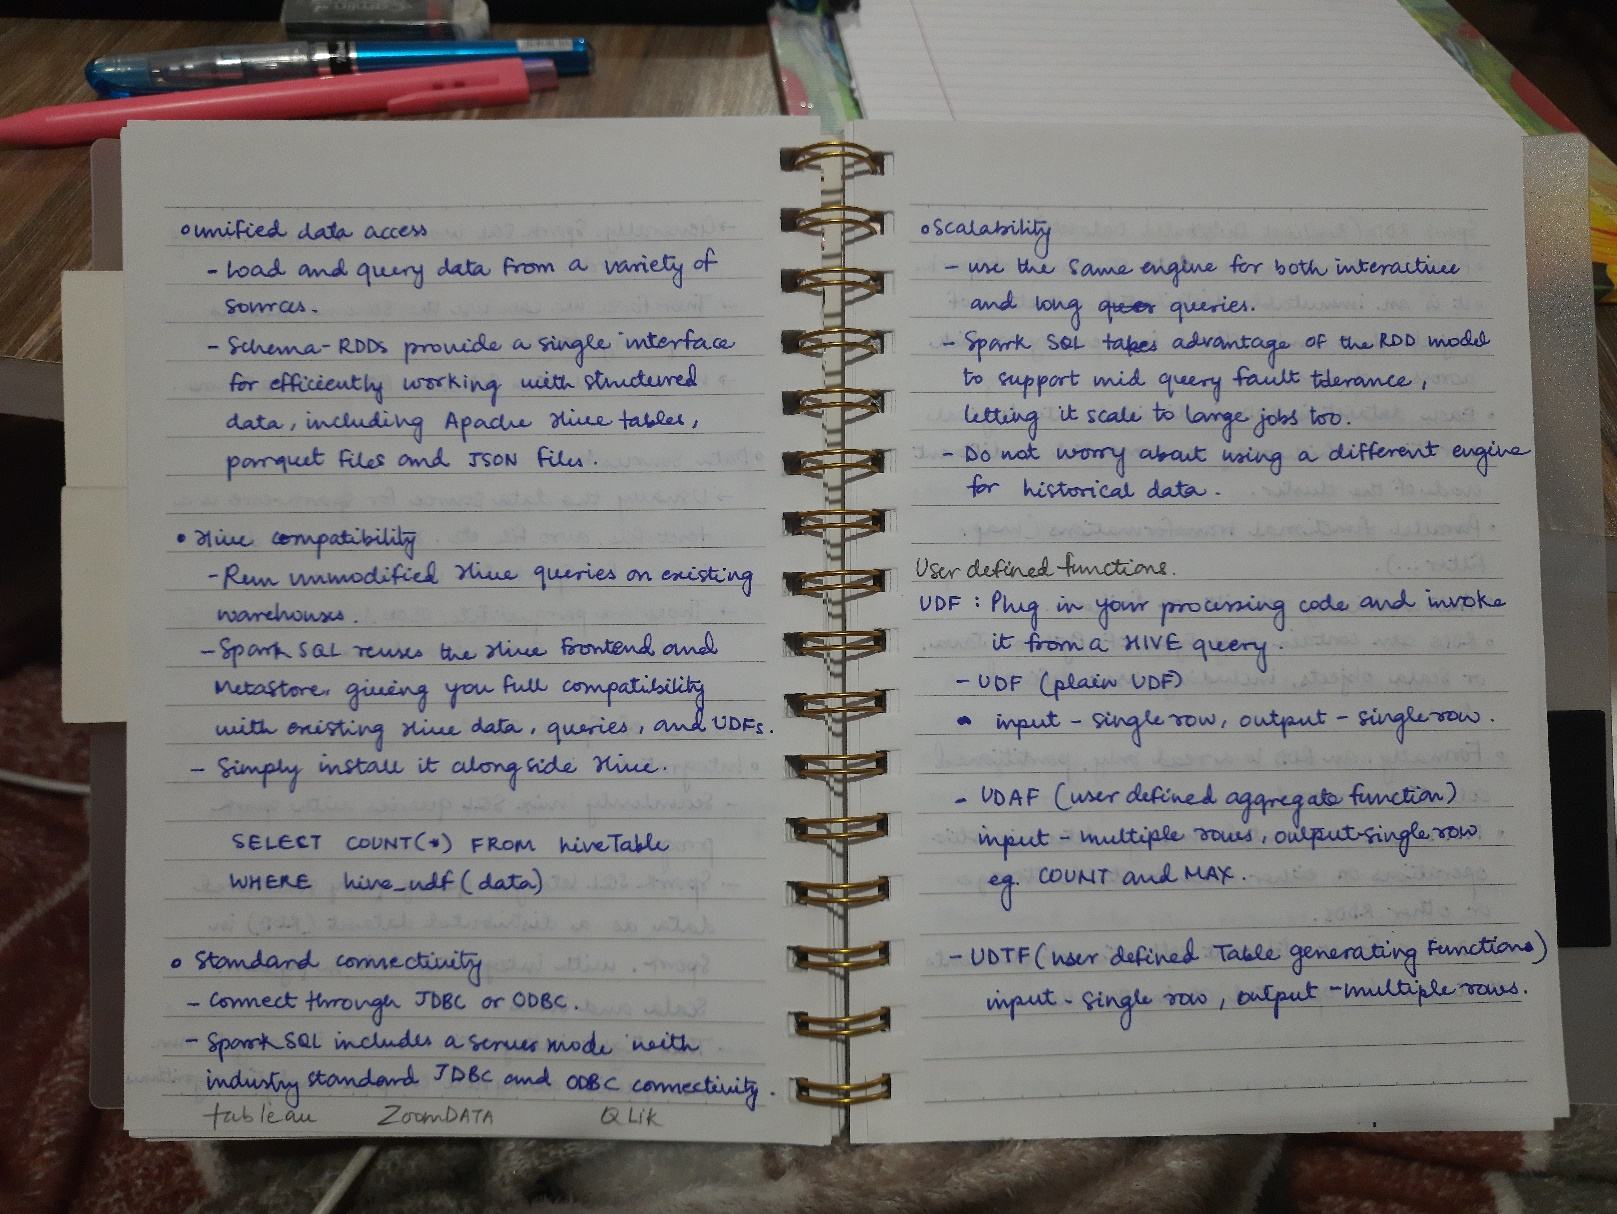 unified data access
- Load and query data from a variety of
sources.
- Schema-RDDs provide a single interface
for efficiently working with structured
data, including Apache Hive tables,
parquet files and JSON files.
• Hive compatibility
- Run unmodified Hive queries on existing
warehouses.
- Spark SQL reuses the Hive frontend and
Metastore, giving you full compatibility
with existing Hive data, queries, and UDFs.
- Simply install it alongside Hive.
SELECT COUNT(*) FROM hiveTable
WHERE hive_udf(data)
• Standard connectivity
- Connect through JDBC or ODBC.
- Spark SQL includes a server mode with
industry standard JDBC and ODBC connectivity.
tableau ZoomDATA QLik
• Scalability
- use the same engine for both interactive
and long queries.
- Spark SQL takes advantage of the RDD model
to support mid query fault tolerance,
letting it scale to large jobs too.
- Do not worry about using a different engine
for historical data.
User defined functions.
UDF : Plug in your processing code and invoke
it from a HIVE query.
- UDF (plain UDF)
• input - single row, output - single row.
- UDAF (user defined aggregate function)
input - multiple rows, output-single row
eg. COUNT and MAX.
- UDTF (user defined Table generating Functions)
input - single row, output - multiple rows.